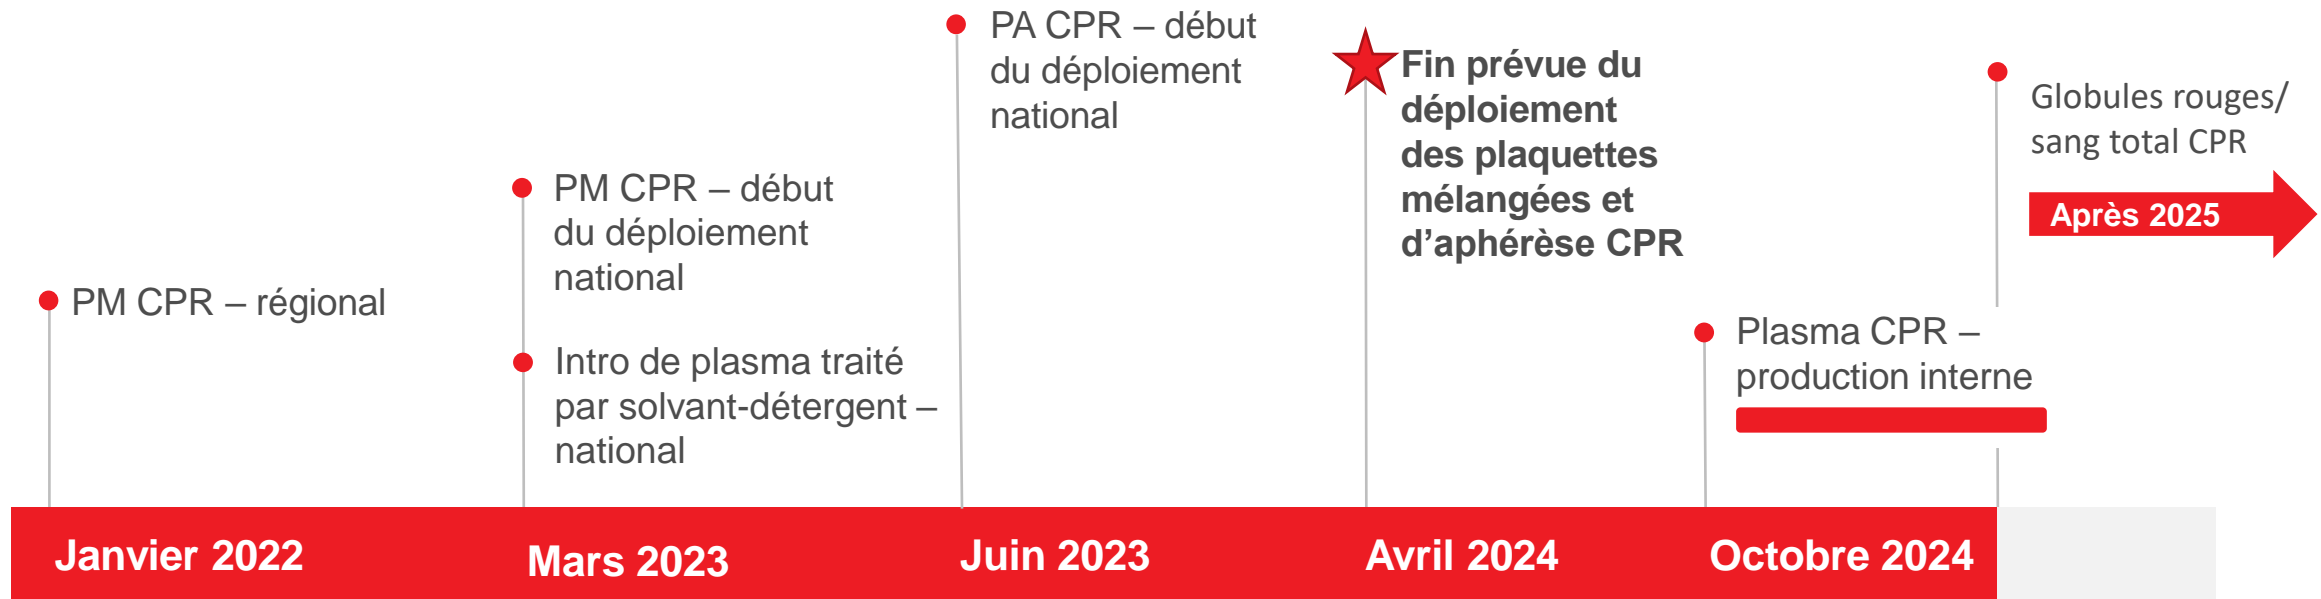 PM CPR – régional
PM CPR – début
du déploiement
national
Intro de plasma traité
par solvant-détergent –
national
PA CPR – début
du déploiement
national
Fin prévue du
déploiement
des plaquettes
mélangées et
d’aphérèse CPR
Plasma CPR –
production interne
Globules rouges/
sang total CPR
Après 2025
Janvier 2022
Mars 2023
Juin 2023
Avril 2024
Octobre 2024